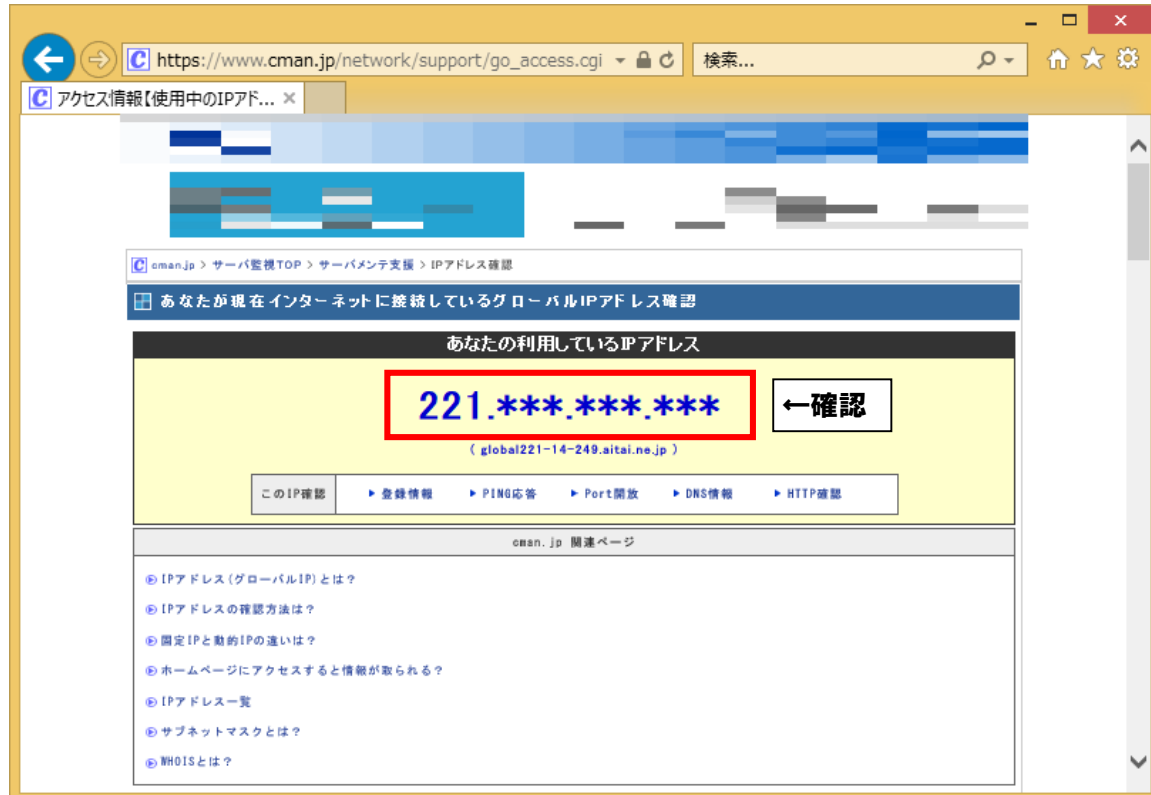 https://www.cman.jp/network/support/go_access.cgi
検索...
アクセス情報【使用中のIPアド...
cman.jp > サーバ監視TOP > サーバメンテ支援 > IPアドレス確認
あなたが現在インターネットに接続しているグローバルIPアドレス確認
あなたの利用しているIPアドレス
221.***.***.***
←確認
( global221-14-249.aitai.ne.jp )
このIP確認 登録情報 PING応答 Port開放 DNS情報 HTTP確認
cman.jp 関連ページ
IPアドレス(グローバルIP)とは?
IPアドレスの確認方法は?
固定IPと動的IPの違いは?
ホームページにアクセスすると情報が取られる?
IPアドレス一覧
サブネットマスクとは?
WHOISとは?